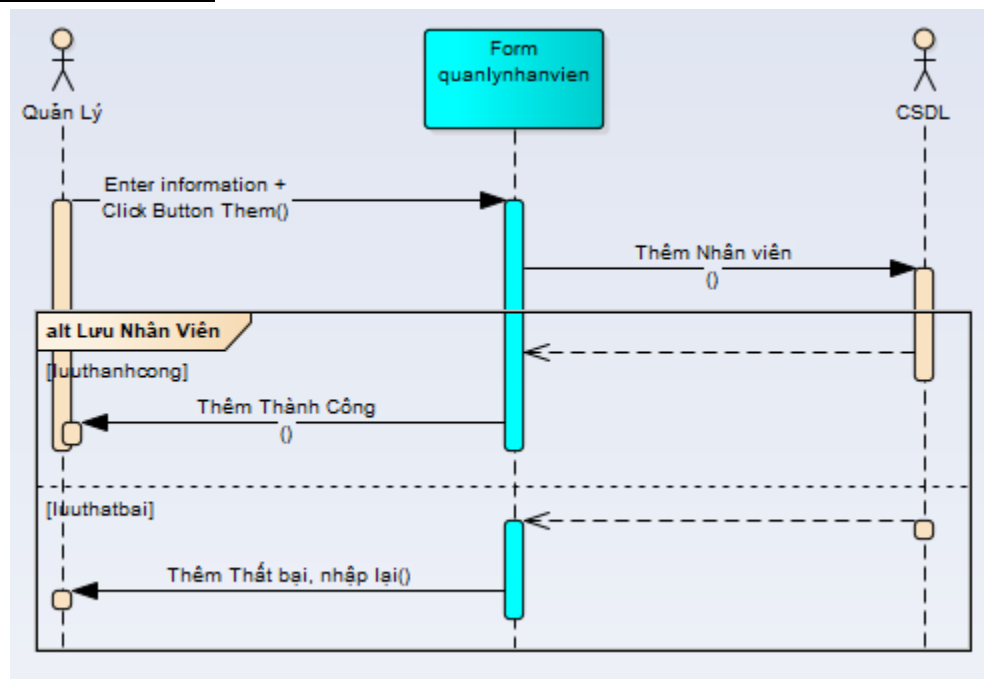 Form
quanlynhanvien
Quản Lý
CSDL
Enter information +
Click Button Them()
Thêm Nhân viên
()
alt Lưu Nhân Viên
[luuthanhcong]
Thêm Thành Công
()
[luuthatbai]
Thêm Thất bại, nhập lại()